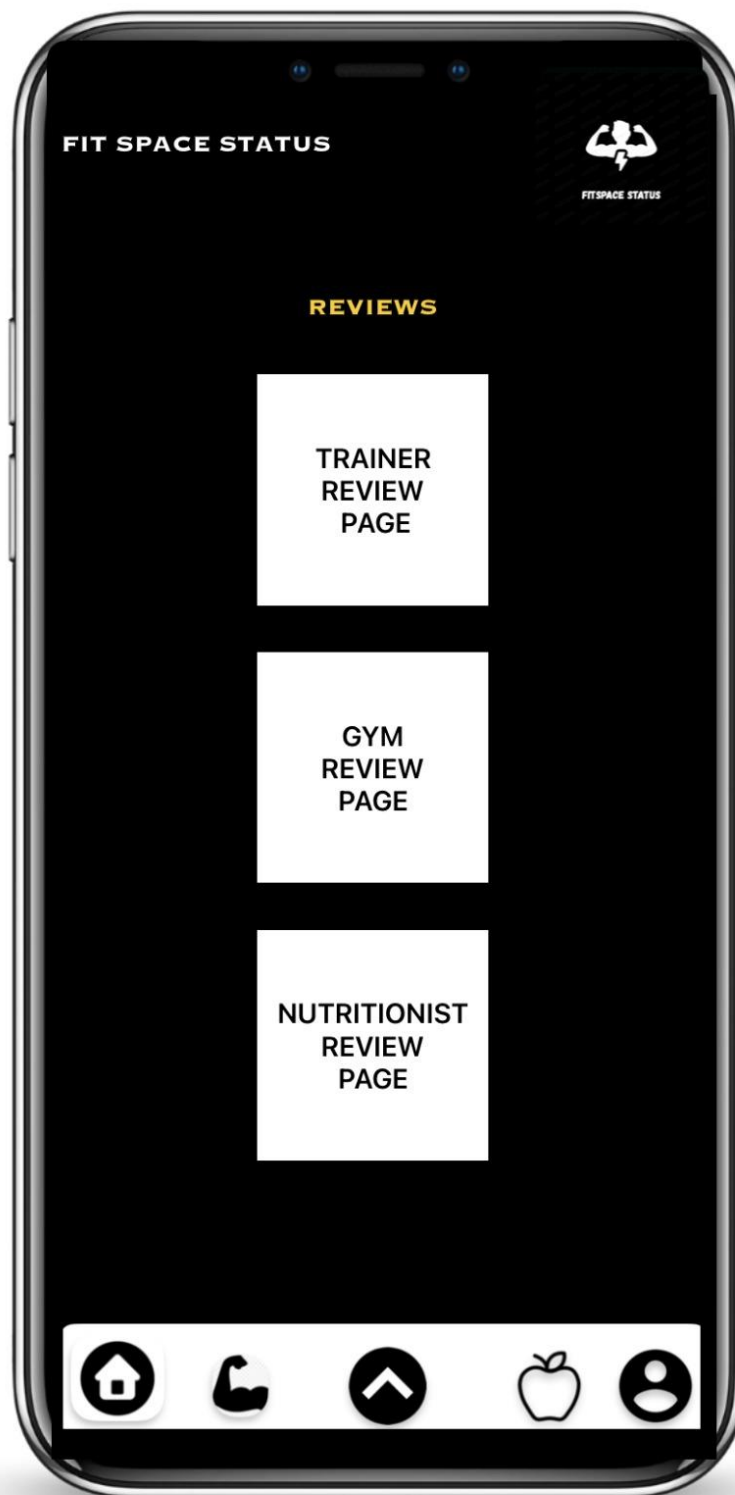 FIT SPACE STATUS
FITSPACE STATUS
REVIEWS
TRAINER
REVIEW
PAGE
GYM
REVIEW
PAGE
NUTRITIONIST
REVIEW
PAGE